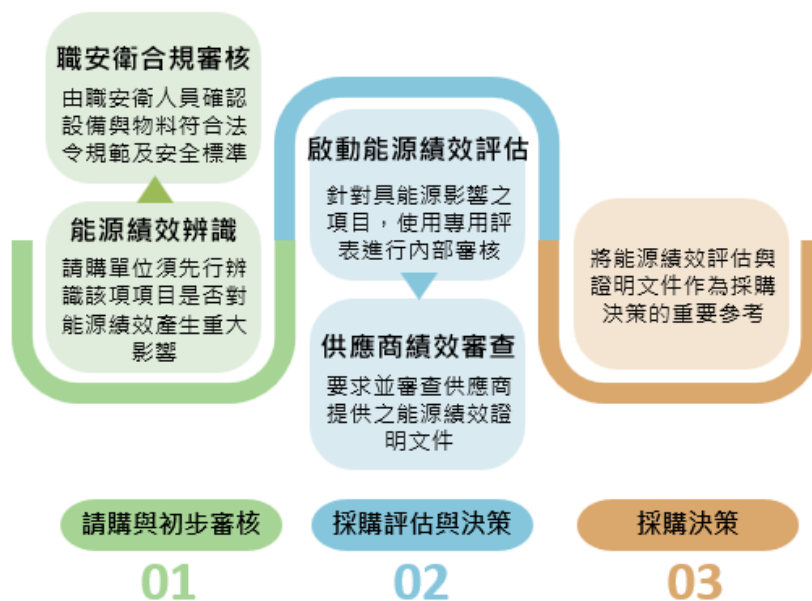 職安衛合規審核
由職安衛人員確認
設備與物料符合法
令規範及安全標準
能源績效辨識
請購單位須先行辨
識該項項目是否對
能源績效產生重大
影響
請購與初步審核
01
啟動能源績效評估
針對具能源影響之
項目，使用專用評
表進行內部審核
供應商績效審查
要求並審查供應商
提供之能源績效證
明文件
採購評估與決策
02
將能源績效評估與
證明文件作為採購
決策的重要參考
採購決策
03